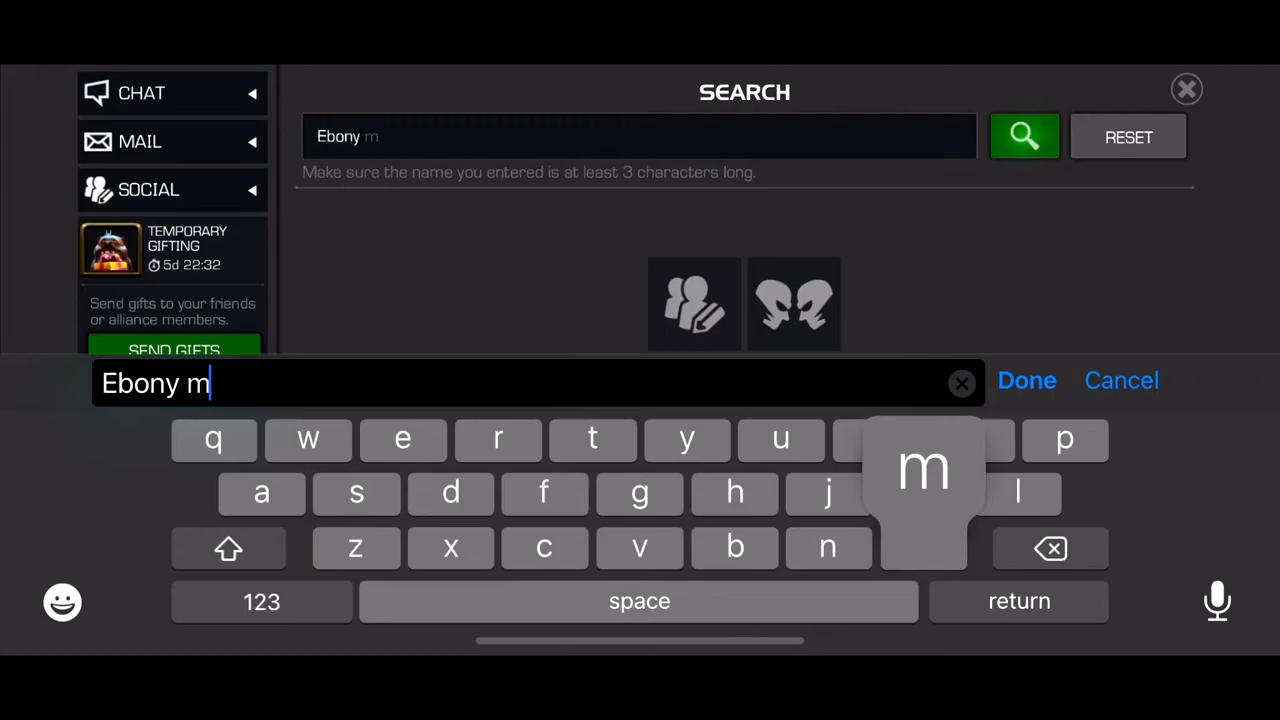 CHAT
MAIL
SOCIAL
TEMPORARY
GIFTING
5d 22:32
Send gifts to your friends
or alliance members.
SEND GIFTS
SEARCH
Ebony m
RESET
Make sure the name you entered is at least 3 characters long.
Ebony m
Done
Cancel
q w e r t y u p
a s d f g h j l
m
z x c v b n
123
space
return